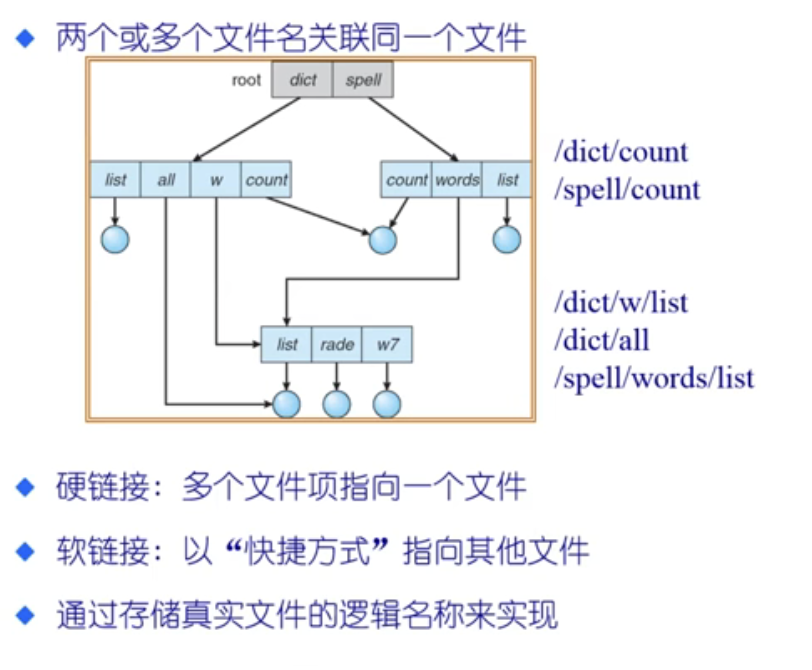 ◆ 两个或多个文件名关联同一个文件
root dict spell
list all w count count words list
/dict/count
/spell/count
list rade w7
/dict/w/list
/dict/all
/spell/words/list
◆ 硬链接：多个文件项指向一个文件
◆ 软链接：以“快捷方式”指向其他文件
◆ 通过存储真实文件的逻辑名称来实现